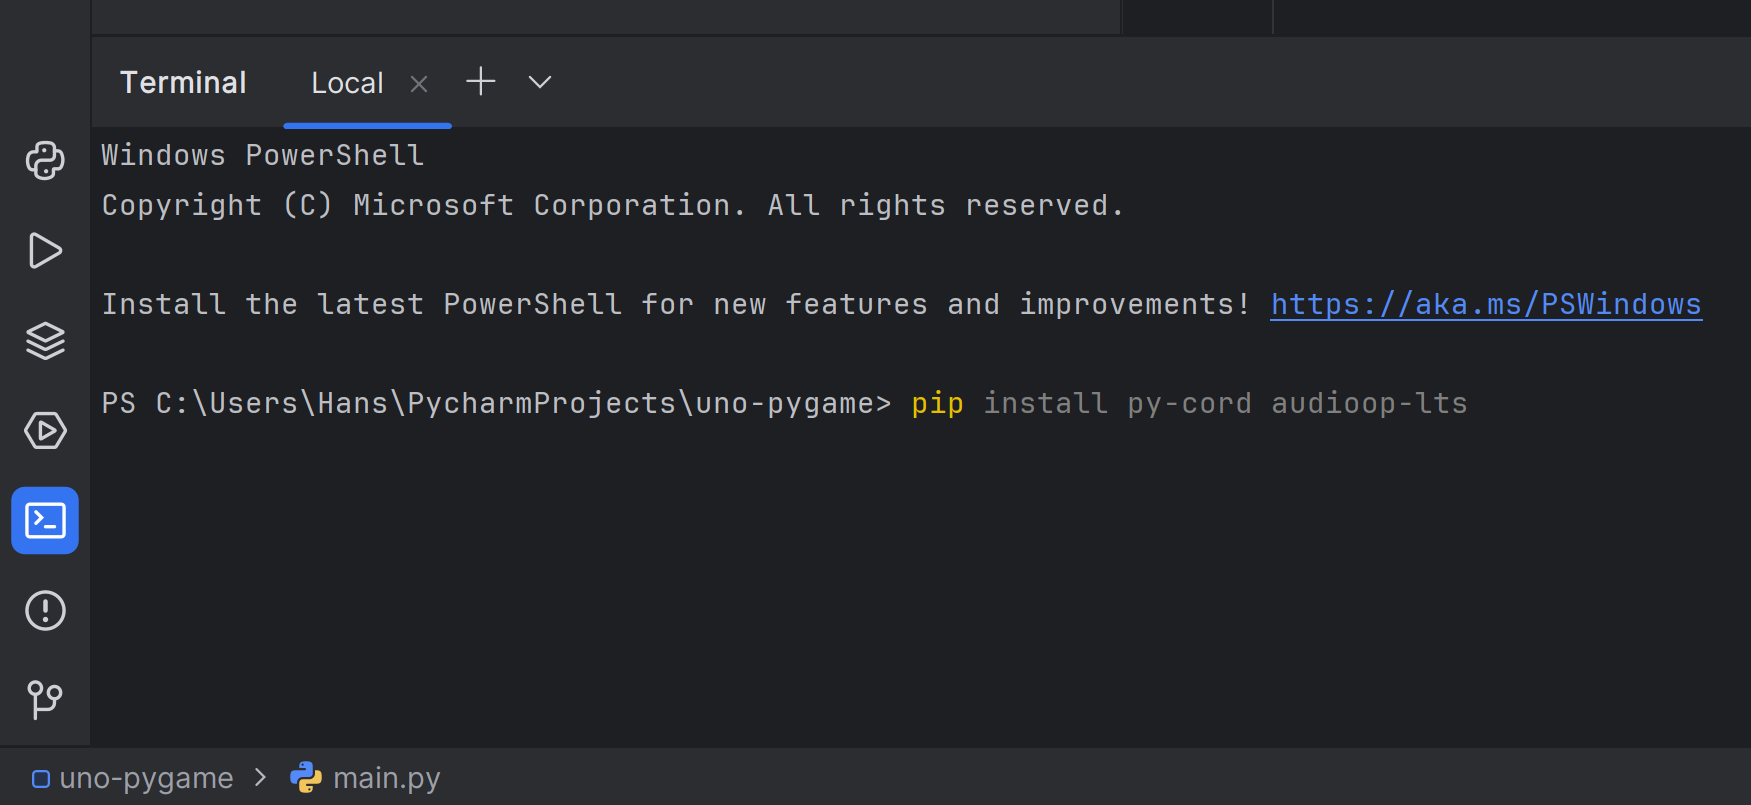 Terminal Local
Windows PowerShell
Copyright (C) Microsoft Corporation. All rights reserved.
Install the latest PowerShell for new features and improvements! https://aka.ms/PSWindows
PS C:\Users\Hans\PycharmProjects\uno-pygame> pip install py-cord audioop-lts
uno-pygame > main.py